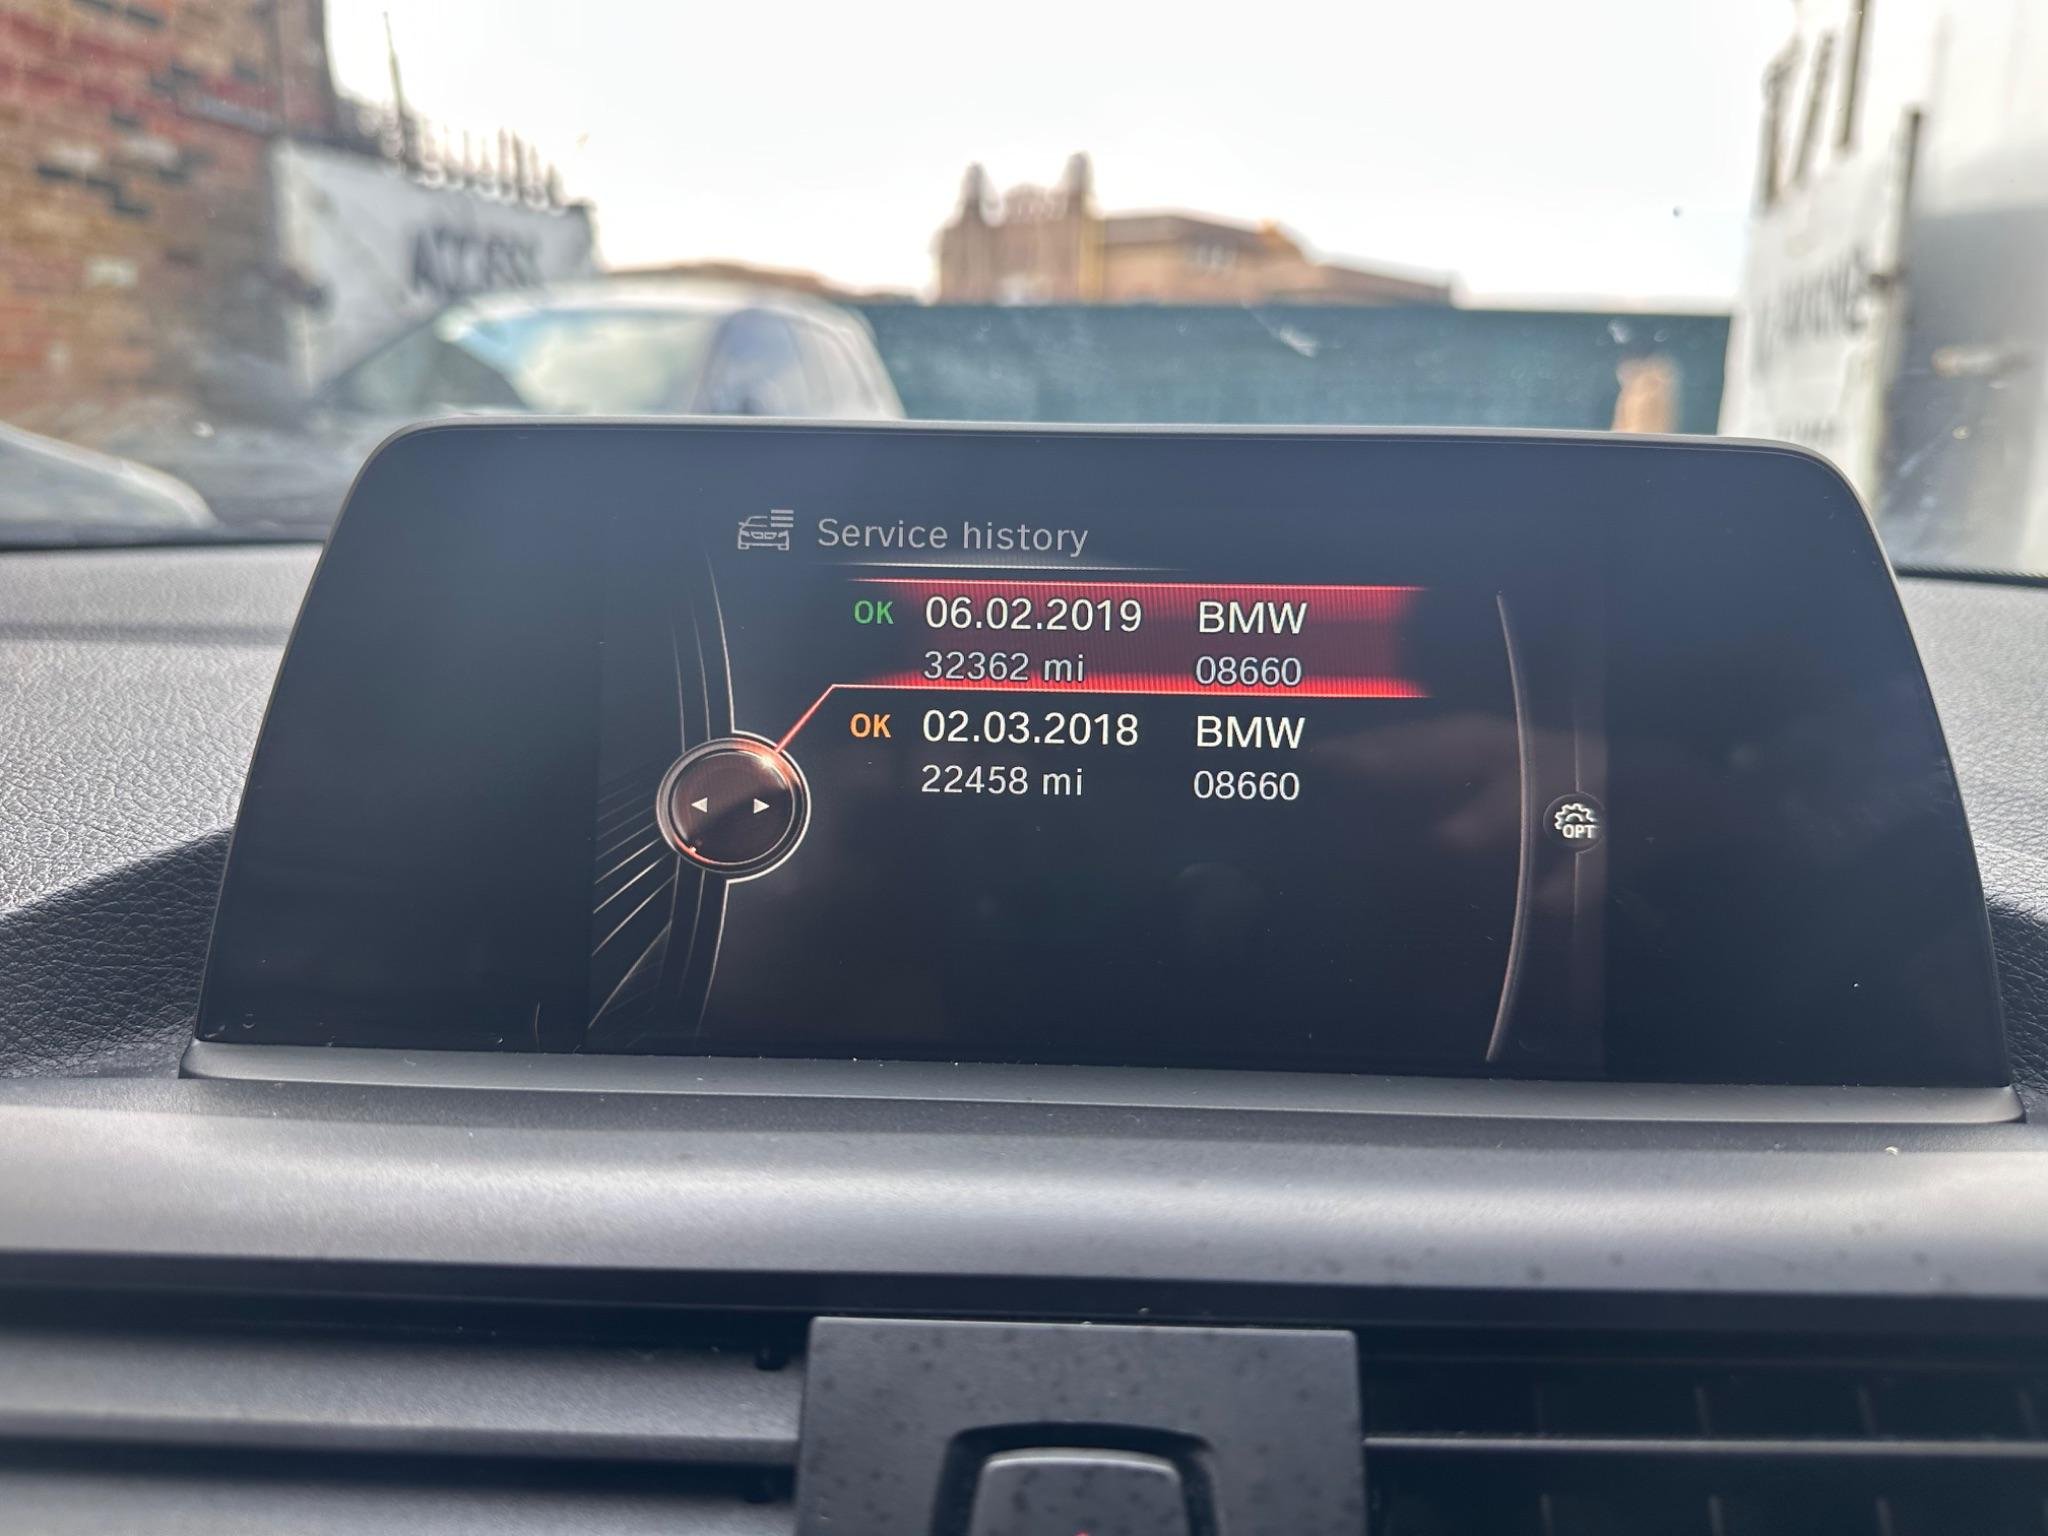 ACCESS
Service history
OK 06.02.2019 BMW
32362 mi 08660
OK 02.03.2018 BMW
22458 mi 08660
OPT